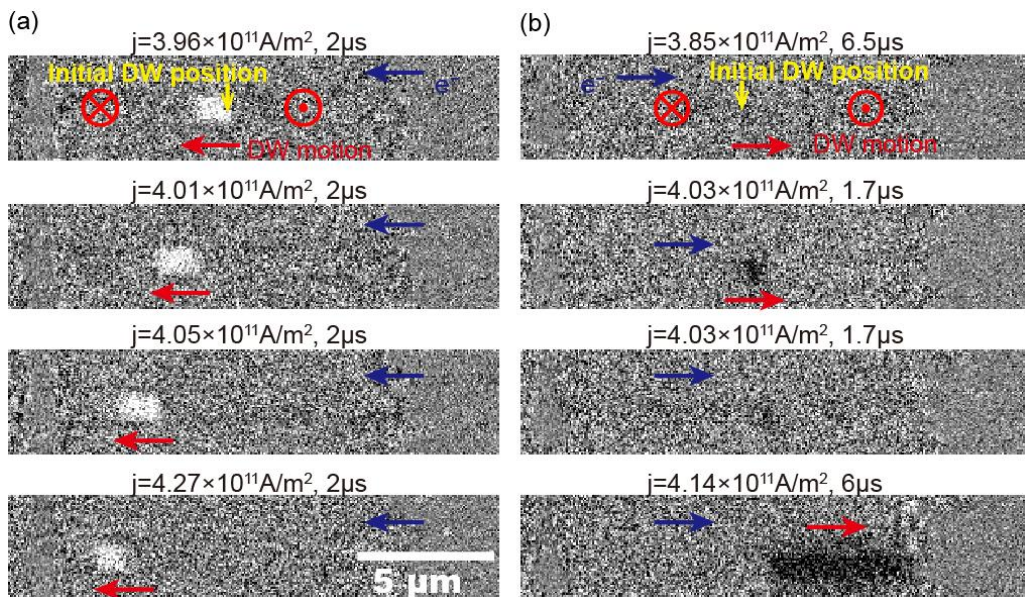 (a)
j=3.96×10¹¹A/m², 2μs
Initial DW position
e⁻
DW motion
j=4.01×10¹¹A/m², 2μs
j=4.05×10¹¹A/m², 2μs
j=4.27×10¹¹A/m², 2μs
5 μm
(b)
j=3.85×10¹¹A/m², 6.5μs
e⁻
Initial DW position
DW motion
j=4.03×10¹¹A/m², 1.7μs
j=4.03×10¹¹A/m², 1.7μs
j=4.14×10¹¹A/m², 6μs